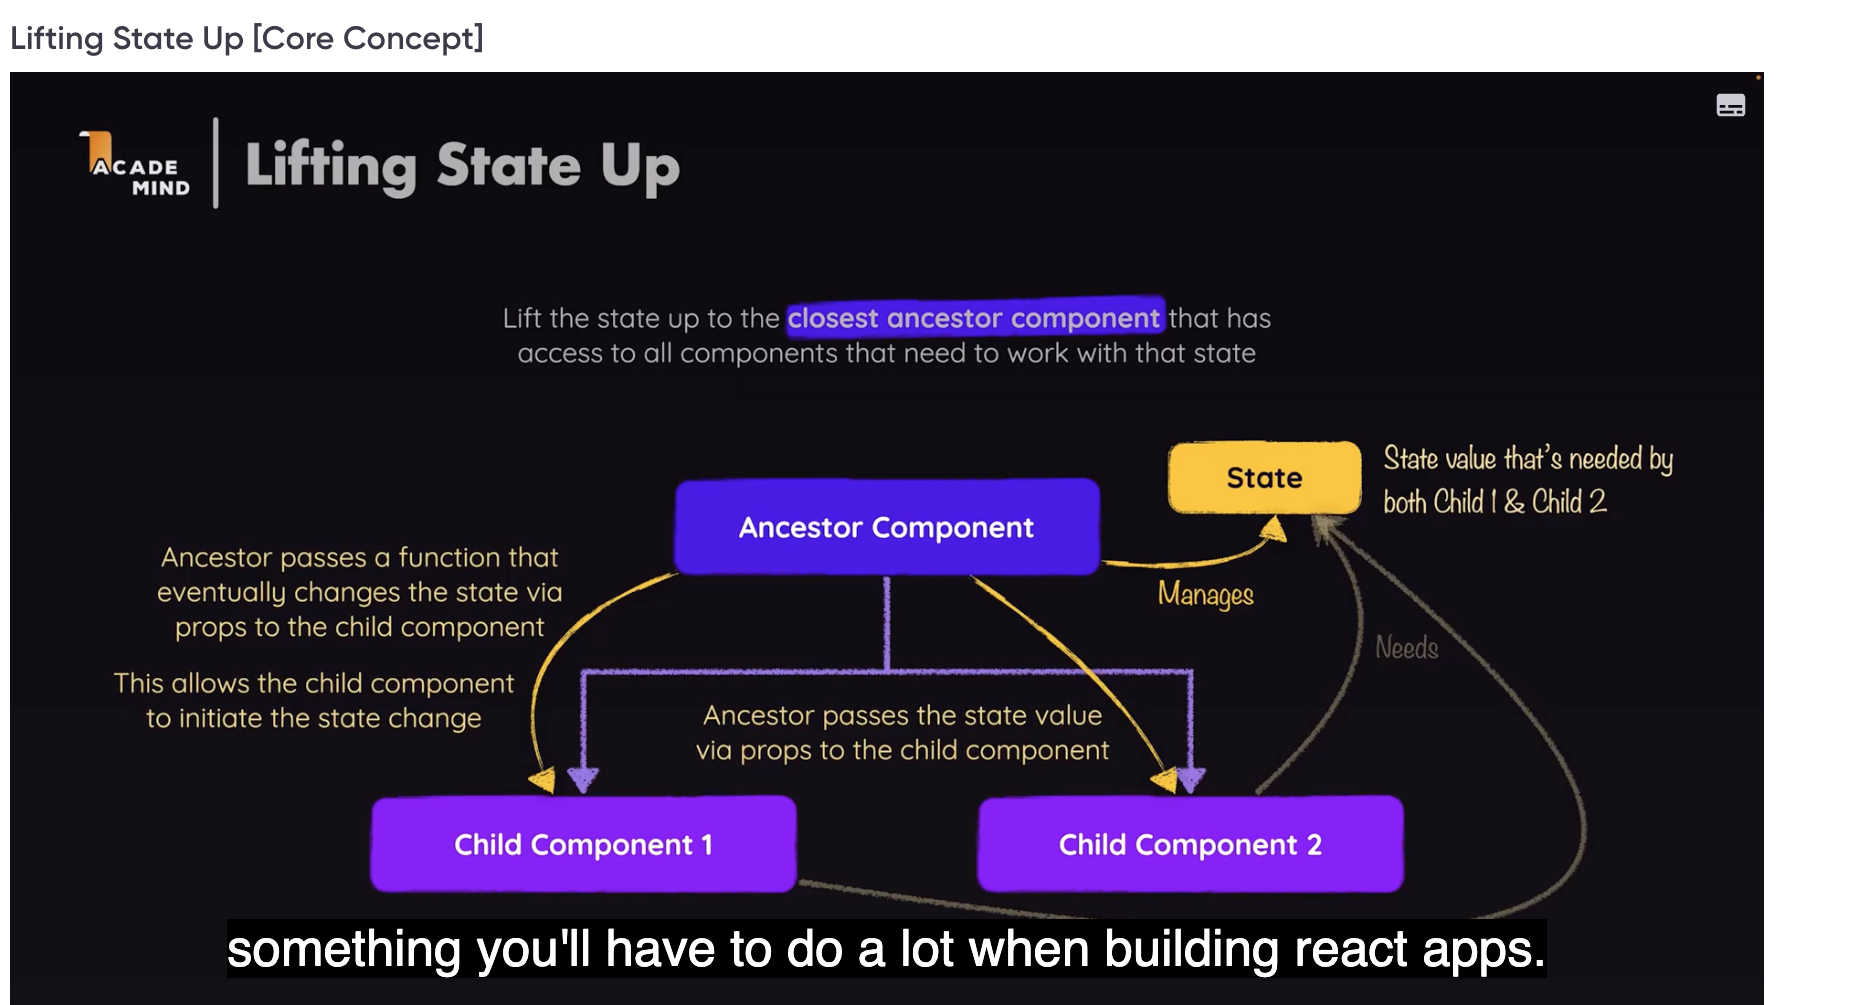 Lifting State Up [Core Concept]
ACADE
MIND
Lifting State Up
Lift the state up to the closest ancestor component that has
access to all components that need to work with that state
State
State value that's needed by
both Child 1 & Child 2
Ancestor Component
Manages
Ancestor passes a function that
eventually changes the state via
props to the child component
Needs
This allows the child component
to initiate the state change
Ancestor passes the state value
via props to the child component
Child Component 1
Child Component 2
something you'll have to do a lot when building react apps.